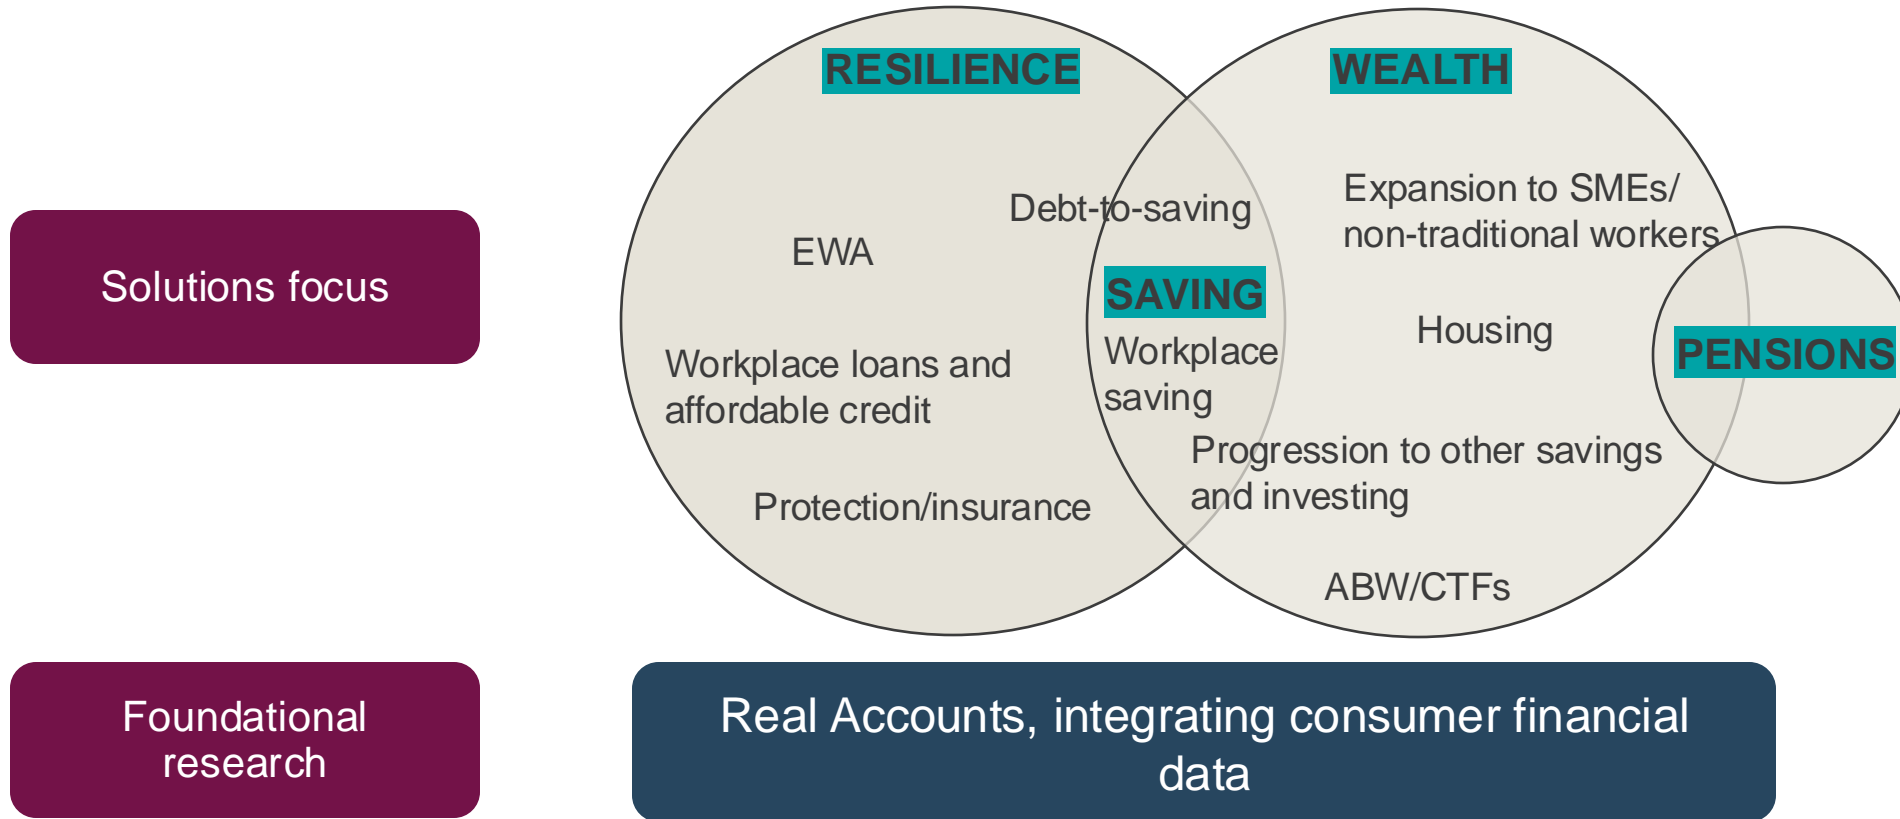 RESILIENCE
WEALTH
Solutions focus
Debt-to-saving
EWA
SAVING
Workplace
saving
Workplace loans and
affordable credit
Protection/insurance
Expansion to SMEs/
non-traditional workers
Housing
PENSIONS
Progression to other savings
and investing
ABW/CTFs
Foundational
research
Real Accounts, integrating consumer financial
data